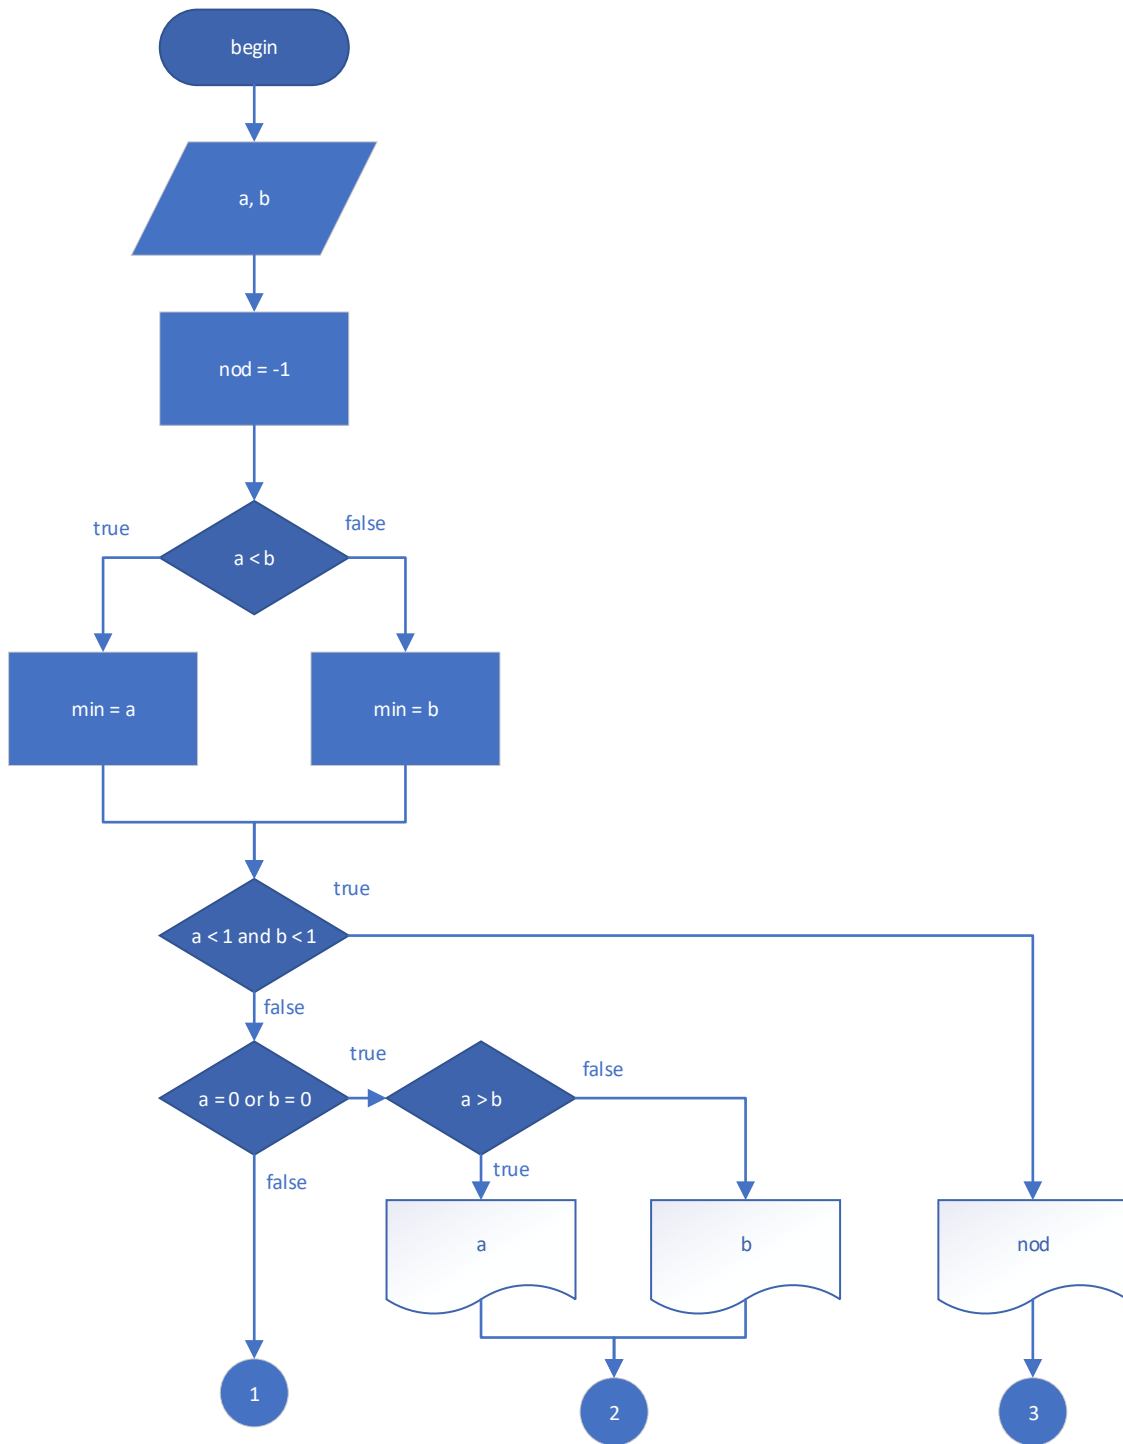 begin
a, b
nod = -1
true
false
a < b
min = a
min = b
true
a < 1 and b < 1
false
true
false
a = 0 or b = 0
a > b
true
false
a
b
nod
1
2
3